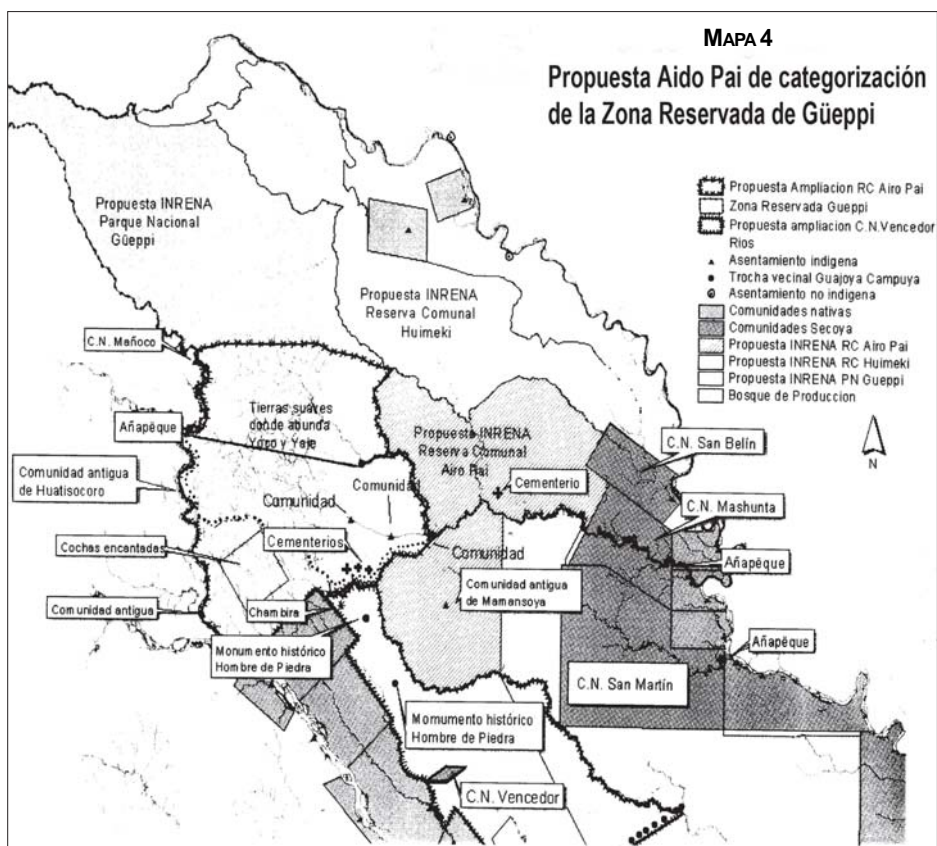 MAPA 4
Propuesta Aido Pai de categorización
de la Zona Reservada de Güeppi
Propuesta Ampliacion RC Airo Pai
Zona Reservada Gueppi
Propuesta ampliacion C.N.Vencedor
Rios
Asentamiento indigena
Trocha vecinal Guajoya Campuya
Asentamiento no indigena
Comunidades nativas
Comunidades Secoya
Propuesta INRENA RC Airo Pai
Propuesta INRENA RC Huimeki
Propuesta INRENA PN Gueppi
Bosque de Produccion
N
Propuesta INRENA
Parque Nacional
Güeppi
Propuesta INRENA
Reserva Comunal
Huimeki
C.N. Mañoco
Tierras suaves
donde abunda
Yoco y Yaje
Añapëque
Propuesta INRENA
Reserva Comunal
Airo Pai
C.N. San Belín
Comunidad antigua
de Huatisocoro
Comunidad
Comunidad
Cementerio
C.N. Mashunta
Cochas encantadas
Cementerios
Comunidad
Añapëque
Comunidad antigua
Chambira
Comunidad antigua
de Mamansoya
Monumento histórico
Hombre de Piedra
Añapëque
C.N. San Martín
Momumento histórico
Hombre de Piedra
C.N. Vencedor